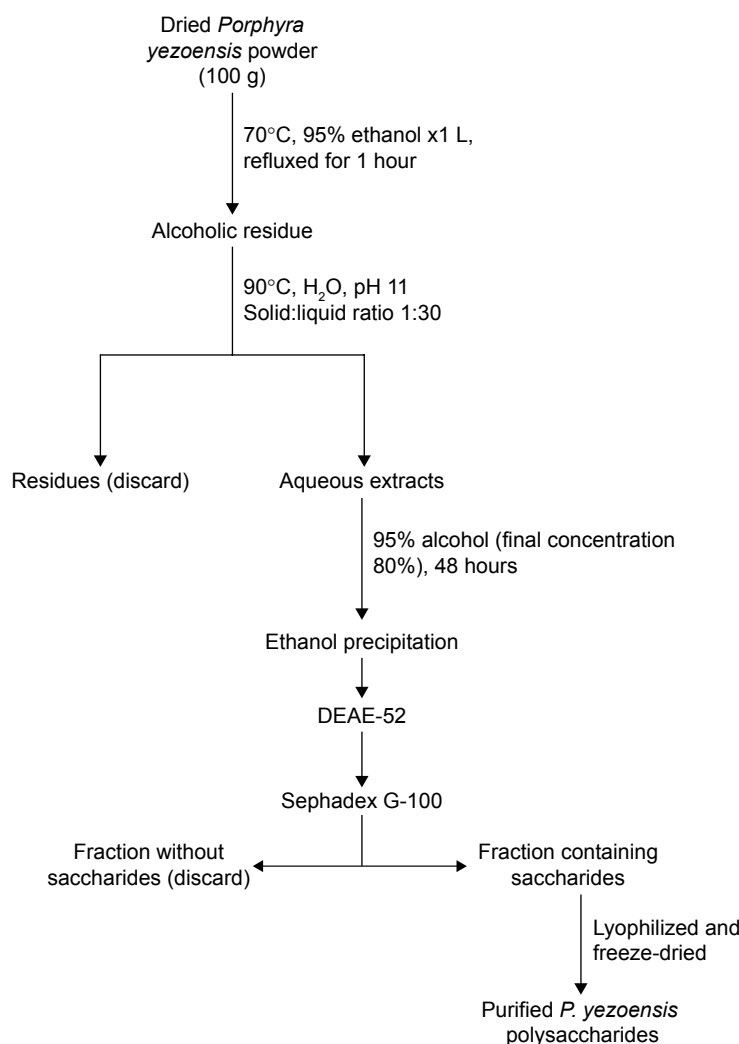 Dried Porphyra
yezoensis powder
(100 g)
70°C, 95% ethanol x1 L,
refluxed for 1 hour
Alcoholic residue
90°C, H₂O, pH 11
Solid:liquid ratio 1:30
Residues (discard)
Aqueous extracts
95% alcohol (final concentration
80%), 48 hours
Ethanol precipitation
DEAE-52
Sephadex G-100
Fraction without
saccharides (discard)
Fraction containing
saccharides
Lyophilized and
freeze-dried
Purified P. yezoensis
polysaccharides